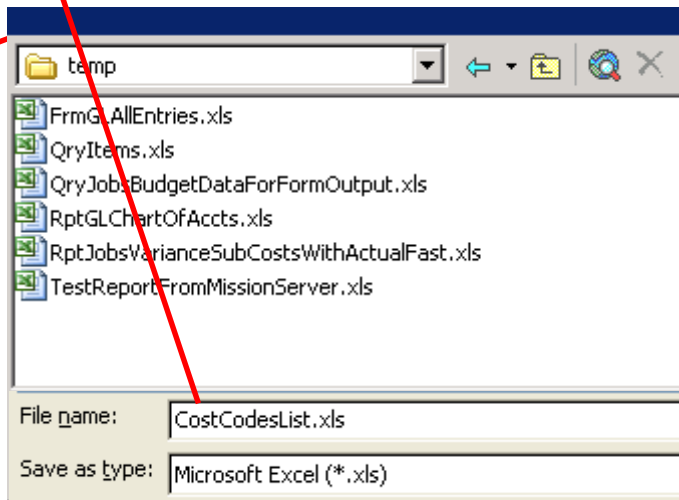 temp
FrmGLAllEntries.xls
QryItems.xls
QryJobsBudgetDataForFormOutput.xls
RptGLChartOfAccts.xls
RptJobsVarianceSubCostsWithActualFast.xls
TestReportFromMissionServer.xls
File name: CostCodesList.xls
Save as type: Microsoft Excel (*.xls)